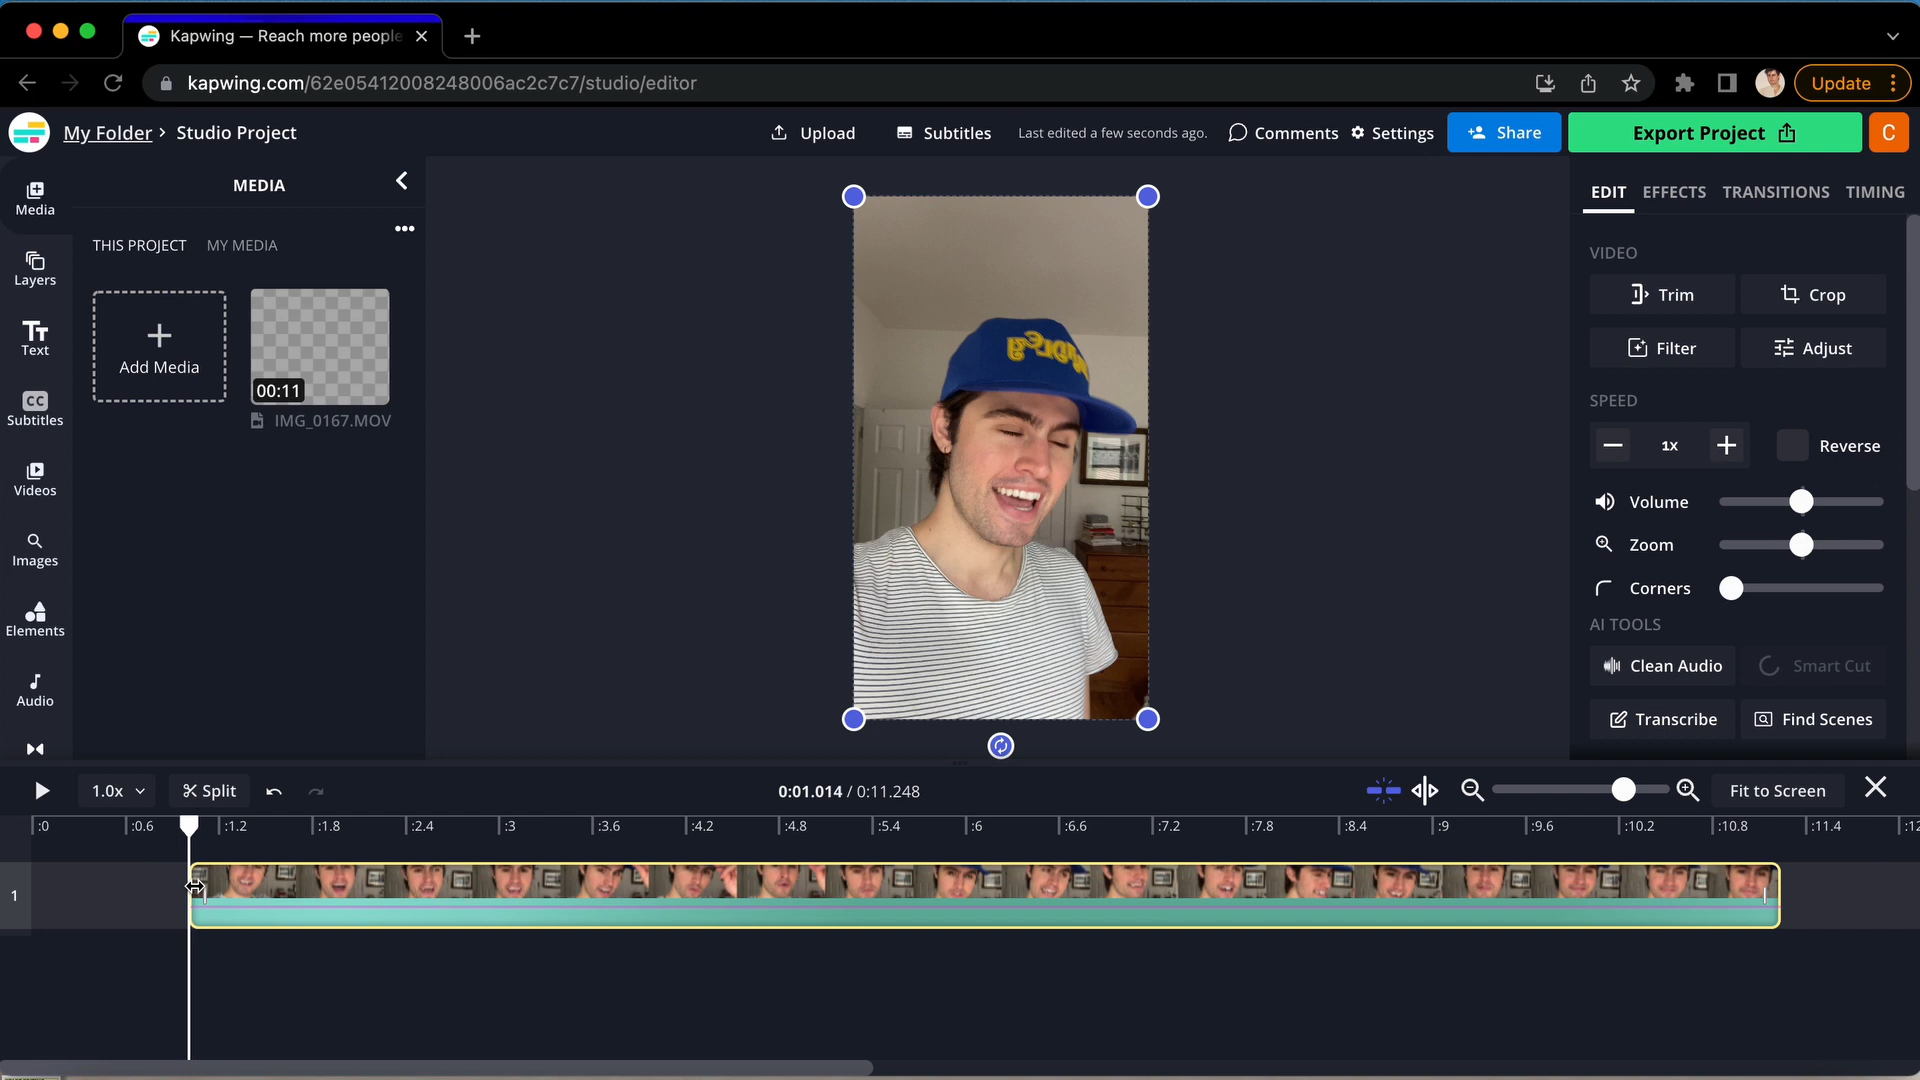 Kapwing — Reach more people
kapwing.com/62e05412008248006ac2c7c7/studio/editor
Update
My Folder › Studio Project
Upload
Subtitles
Last edited a few seconds ago.
Comments
Settings
Share
Export Project
C
Media
Layers
Text
CC
Subtitles
Videos
Images
Elements
Audio
MEDIA
THIS PROJECT
MY MEDIA
Add Media
00:11
IMG_0167.MOV
EDIT
EFFECTS
TRANSITIONS
TIMING
VIDEO
Trim
Crop
Filter
Adjust
SPEED
1x
Reverse
Volume
Zoom
Corners
AI TOOLS
Clean Audio
Smart Cut
Transcribe
Find Scenes
1.0x
Split
0:01.014 / 0:11.248
Fit to Screen
:0 :0.6 :1.2 :1.8 :2.4 :3 :3.6 :4.2 :4.8 :5.4 :6 :6.6 :7.2 :7.8 :8.4 :9 :9.6 :10.2 :10.8 :11.4 :12
1